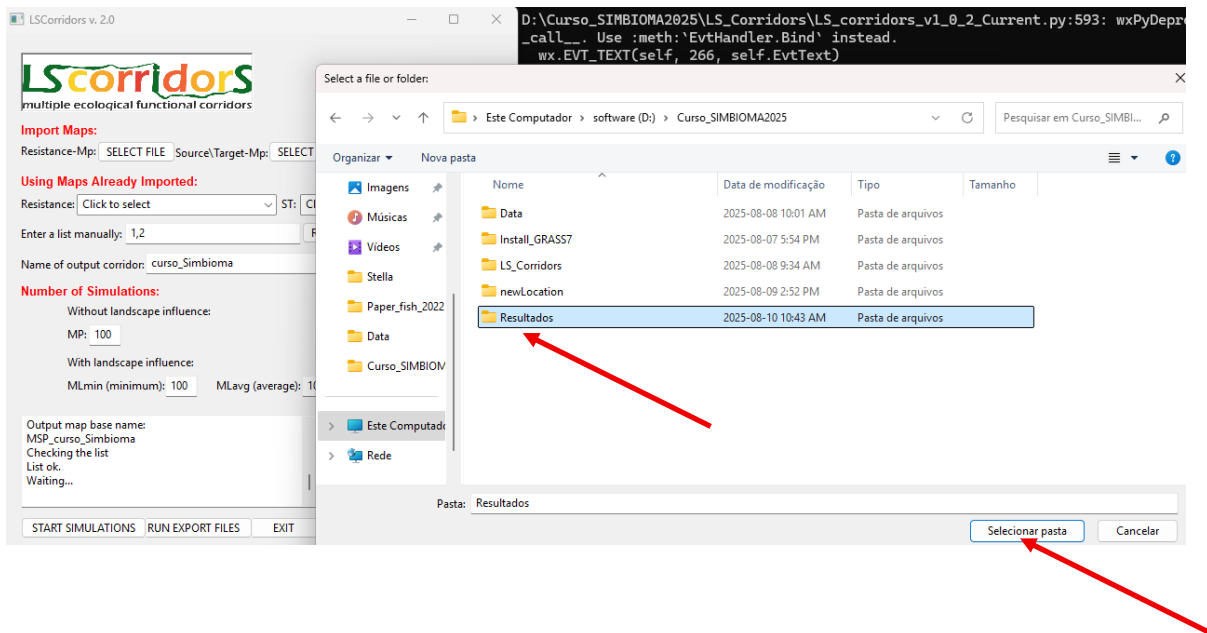 LSCorridors v. 2.0
D:\Curso_SIMBIOMA2025\LS_Corridors\LS_corridors_v1_0_2_Current.py:593: wxPyDepre
_call__. Use :meth:`EvtHandler.Bind` instead.
wx.EVT_TEXT(self, 266, self.EvtText)
LScorridorS
multiple ecological functional corridors
Import Maps:
Resistance-Mp: SELECT FILE Source\Target-Mp: SELECT
Using Maps Already Imported:
Resistance: Click to select ST:
Enter a list manually: 1,2
Name of output corridor: curso_Simbioma
Number of Simulations:
Without landscape influence:
MP: 100
With landscape influence:
MLmin (minimum): 100 MLavg (average):
Output map base name:
MSP_curso_Simbioma
Checking the list
List ok.
Waiting...
START SIMULATIONS RUN EXPORT FILES EXIT
Select a file or folder:
Este Computador > software (D:) > Curso_SIMBIOMA2025
Pesquisar em Curso_SIMBI...
Organizar Nova pasta
Imagens
Músicas
Vídeos
Stella
Paper_fish_2022
Data
Curso_SIMBIOM
Este Computad
Rede
Nome Data de modificação Tipo Tamanho
Data 2025-08-08 10:01 AM Pasta de arquivos
Install_GRASS7 2025-08-07 5:54 PM Pasta de arquivos
LS_Corridors 2025-08-08 9:34 AM Pasta de arquivos
newLocation 2025-08-09 2:52 PM Pasta de arquivos
Resultados 2025-08-10 10:43 AM Pasta de arquivos
Pasta: Resultados
Selecionar pasta Cancelar